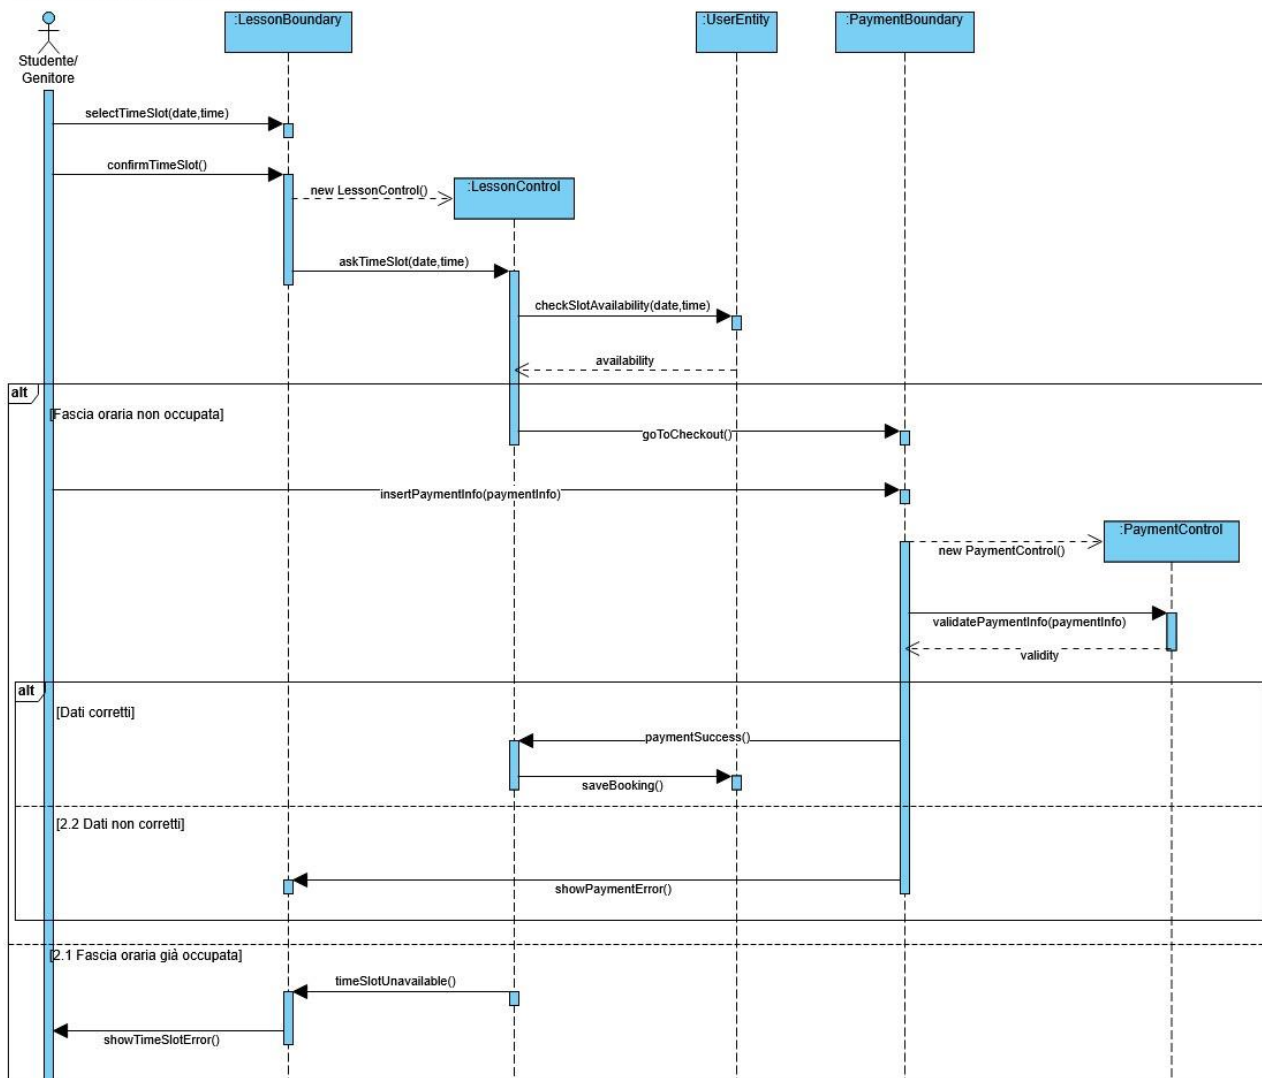 :LessonBoundary
:UserEntity
:PaymentBoundary
Studente/
Genitore
selectTimeSlot(date,time)
confirmTimeSlot()
new LessonControl()
:LessonControl
askTimeSlot(date,time)
checkSlotAvailability(date,time)
availability
alt
[Fascia oraria non occupata]
goToCheckout()
insertPaymentInfo(paymentInfo)
:PaymentControl
new PaymentControl()
validatePaymentInfo(paymentInfo)
validity
alt
[Dati corretti]
paymentSuccess()
saveBooking()
[2.2 Dati non corretti]
showPaymentError()
[2.1 Fascia oraria già occupata]
timeSlotUnavailable()
showTimeSlotError()